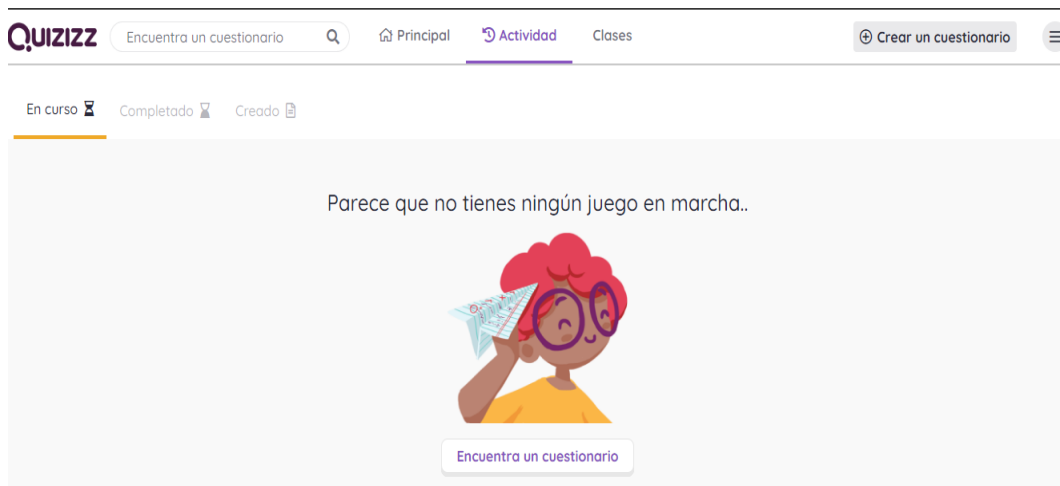 QUIZIZZ Encuentra un cuestionario Principal Actividad Clases Crear un cuestionario
En curso Completado Creado
Parece que no tienes ningún juego en marcha..
Encuentra un cuestionario